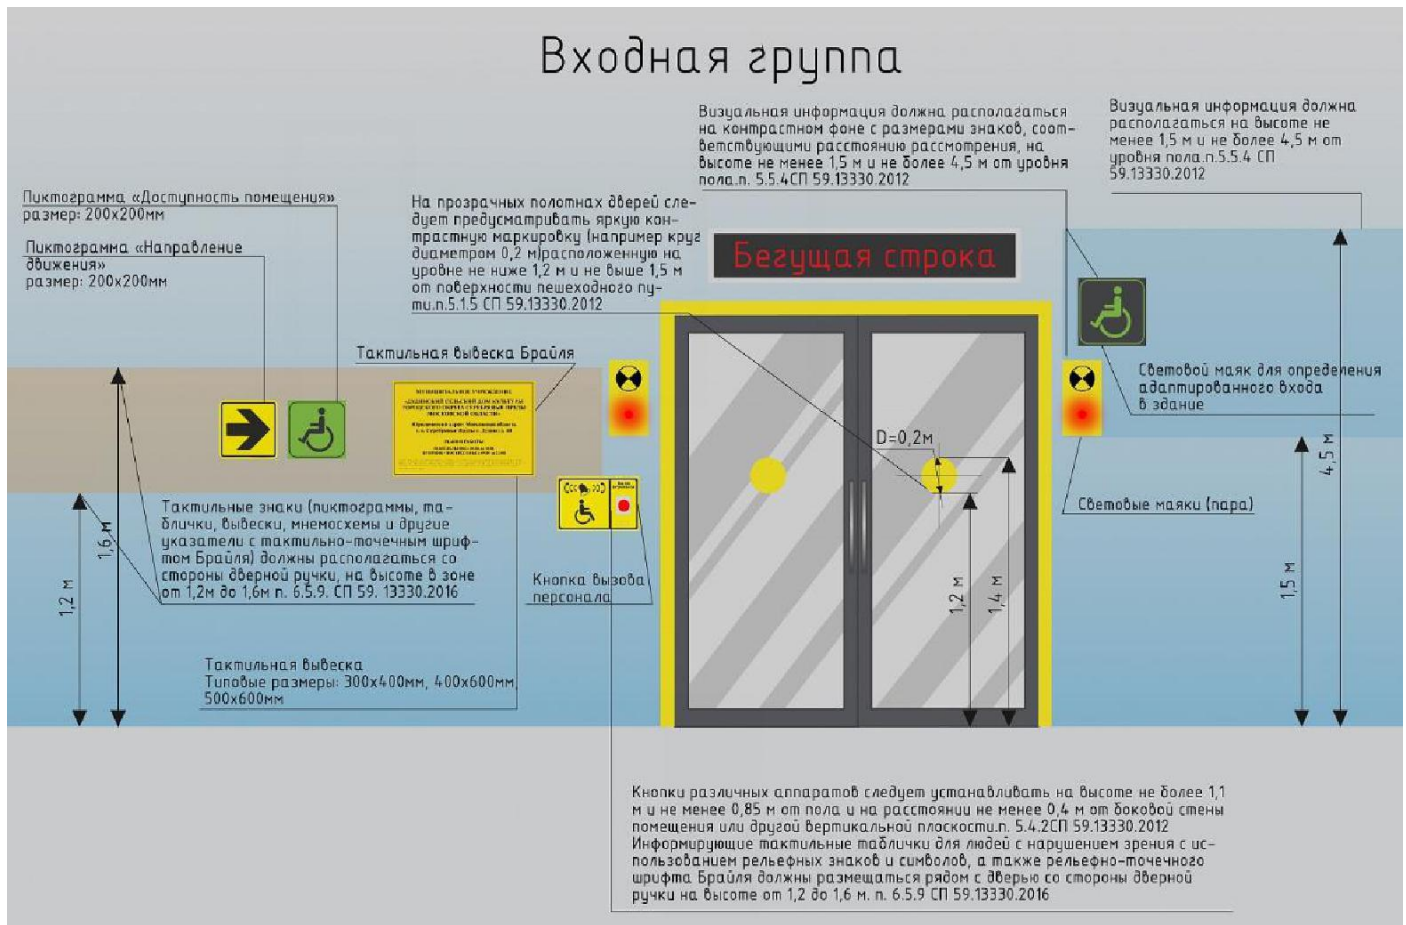 Входная группа
Визуальная информация должна располагаться
на контрастном фоне с размерами знаков, соот-
ветствующими расстоянию рассмотрения, на
высоте не менее 1,5 м и не более 4,5 м от уровня
пола.п. 5.5.4СП 59.13330.2012
Визуальная информация должна
располагаться на высоте не
менее 1,5 м и не более 4,5 м от
уровня пола.п.5.5.4 СП
59.13330.2012
Пиктограмма «Доступность помещения»
размер: 200х200мм
Пиктограмма «Направление
движения»
размер: 200х200мм
На прозрачных полотнах дверей сле-
дует предусматривать яркую кон-
трастную маркировку (например круг
диаметром 0,2 м)расположенную на
уровне не ниже 1,2 м и не выше 1,5 м
от поверхности пешеходного пу-
ти.п.5.1.5 СП 59.13330.2012
Бегущая строка
Тактильная вывеска Брайля
Световой маяк для определения
адаптированного входа
в здание
D=0,2м
4,5 м
Световые маяки (пара)
Тактильные знаки (пиктограммы, та-
блички, вывески, мнемосхемы и другие
указатели с тактильно-точечным шриф-
том Брайля) должны располагаться со
стороны дверной ручки, на высоте в зоне
от 1,2м до 1,6м п. 6.5.9. СП 59. 13330.2016
1,6 м
1,2 м
Кнопка вызова
персонала
1,2 м
1,4 м
1,5 м
Тактильная вывеска
Типовые размеры: 300х400мм, 400х600мм,
500х600мм
Кнопки различных аппаратов следует устанавливать на высоте не более 1,1
м и не менее 0,85 м от пола и на расстоянии не менее 0,4 м от боковой стены
помещения или другой вертикальной плоскости.п. 5.4.2СП 59.13330.2012
Информирующие тактильные таблички для людей с нарушением зрения с ис-
пользованием рельефных знаков и символов, а также рельефно-точечного
шрифта Брайля должны размещаться рядом с дверью со стороны дверной
ручки на высоте от 1,2 до 1,6 м. п. 6.5.9 СП 59.13330.2016